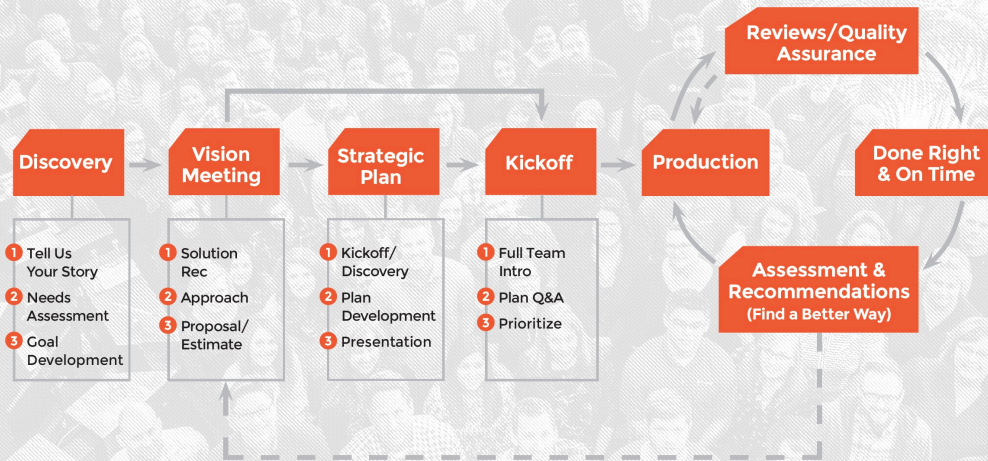 Reviews/Quality
Assurance
Discovery
Vision
Meeting
Strategic
Plan
Kickoff
Production
Done Right
& On Time
1 Tell Us
Your Story
2 Needs
Assessment
3 Goal
Development
1 Solution
Rec
2 Approach
3 Proposal/
Estimate
1 Kickoff/
Discovery
2 Plan
Development
3 Presentation
1 Full Team
Intro
2 Plan Q&A
3 Prioritize
Assessment &
Recommendations
(Find a Better Way)